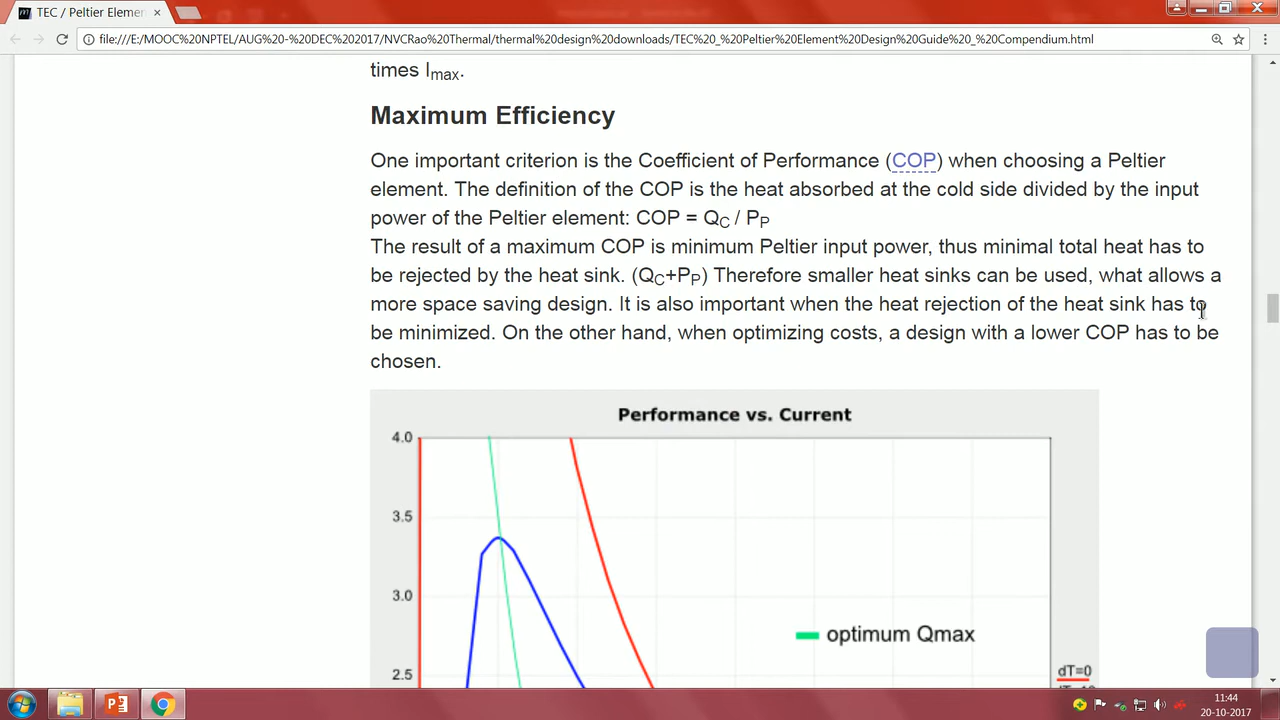 TEC / Peltier Elemen
file:///E:/MOOC%20NPTEL/AUG%20-%20DEC%202017/NVCRao%20Thermal/thermal%20design%20downloads/TEC%20_%20Peltier%20Element%20Design%20Guide%20_%20Compendium.html
times Imax.
Maximum Efficiency
One important criterion is the Coefficient of Performance (COP) when choosing a Peltier
element. The definition of the COP is the heat absorbed at the cold side divided by the input
power of the Peltier element: COP = QC / PP
The result of a maximum COP is minimum Peltier input power, thus minimal total heat has to
be rejected by the heat sink. (QC+PP) Therefore smaller heat sinks can be used, what allows a
more space saving design. It is also important when the heat rejection of the heat sink has to
be minimized. On the other hand, when optimizing costs, a design with a lower COP has to be
chosen.
Performance vs. Current
4.0
3.5
3.0
optimum Qmax
2.5
dT=0
11:44
20-10-2017